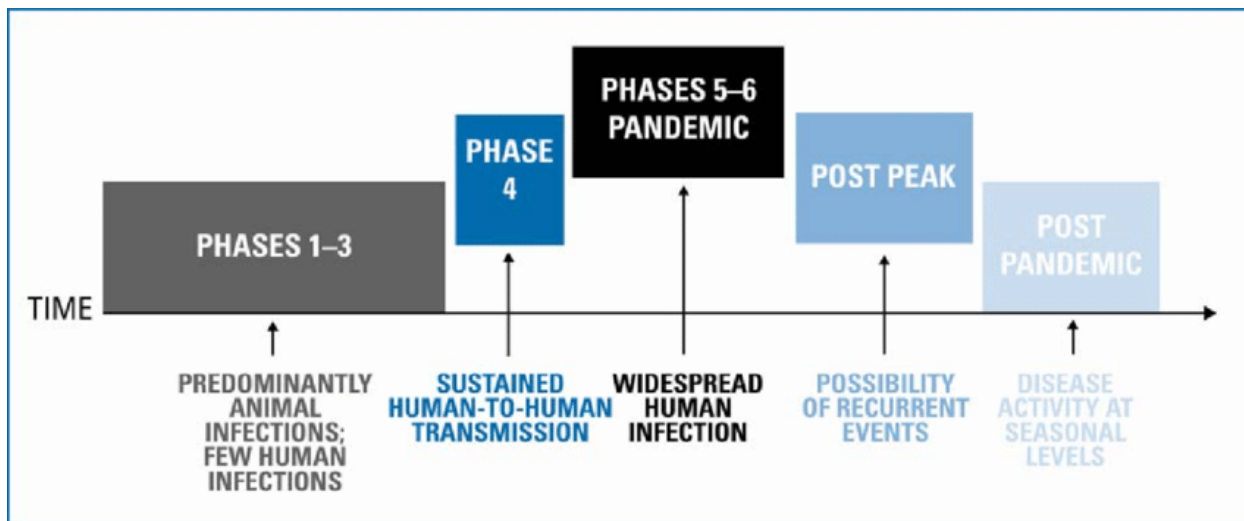 PHASES 5–6
PANDEMIC
PHASE
4
POST PEAK
PHASES 1–3
POST
PANDEMIC
TIME
PREDOMINANTLY
ANIMAL
INFECTIONS;
FEW HUMAN
INFECTIONS
SUSTAINED
HUMAN-TO-HUMAN
TRANSMISSION
WIDESPREAD
HUMAN
INFECTION
POSSIBILITY
OF RECURRENT
EVENTS
DISEASE
ACTIVITY AT
SEASONAL
LEVELS